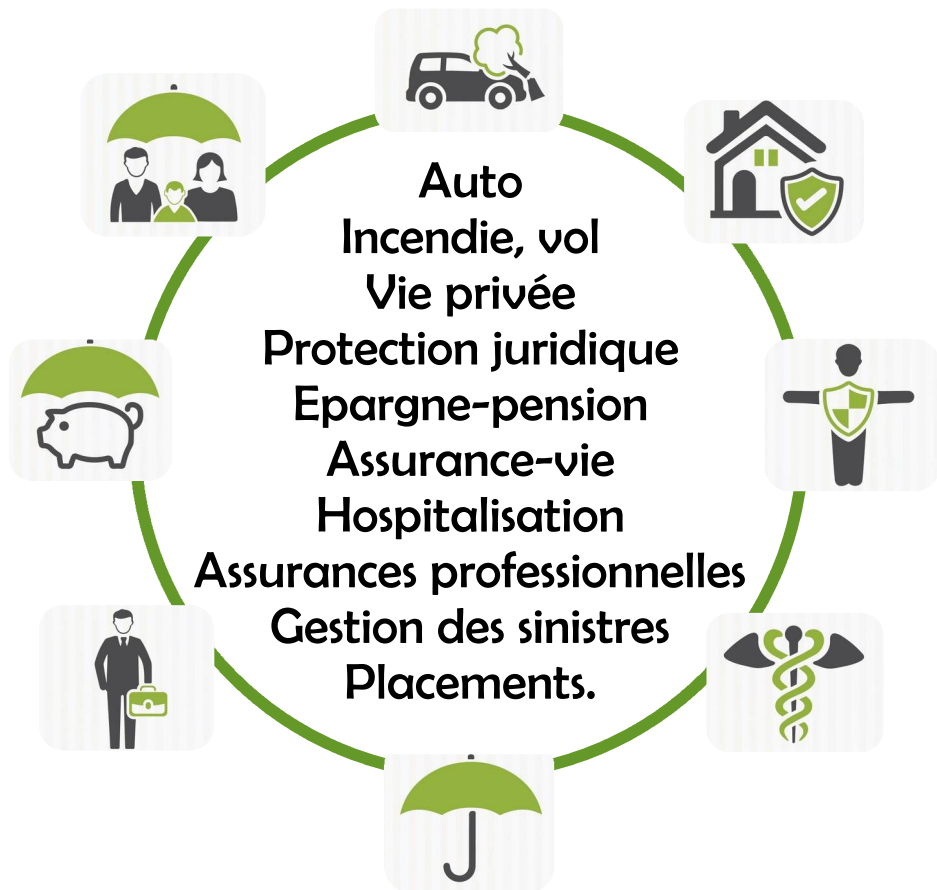 Auto
Incendie, vol
Vie privée
Protection juridique
Epargne-pension
Assurance-vie
Hospitalisation
Assurances professionnelles
Gestion des sinistres
Placements.